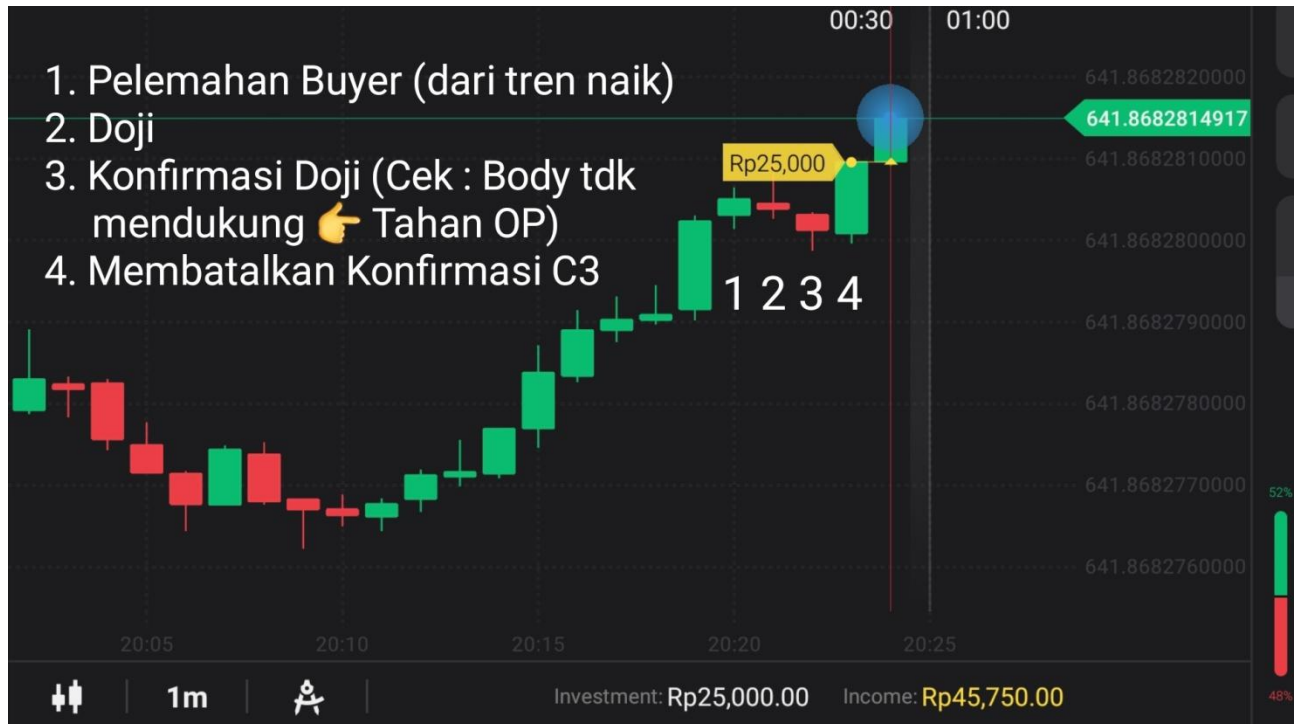 00:30 01:00
1. Pelemahan Buyer (dari tren naik)
2. Doji
3. Konfirmasi Doji (Cek : Body tdk
mendukung 👉 Tahan OP)
4. Membatalkan Konfirmasi C3
641.8682820000
641.8682814917
641.8682810000
Rp25,000
641.8682800000
1 2 3 4
641.8682790000
641.8682780000
641.8682770000
52%
641.8682760000
20:05 20:10 20:15 20:20 20:25
1m Investment: Rp25,000.00 Income: Rp45,750.00
48%